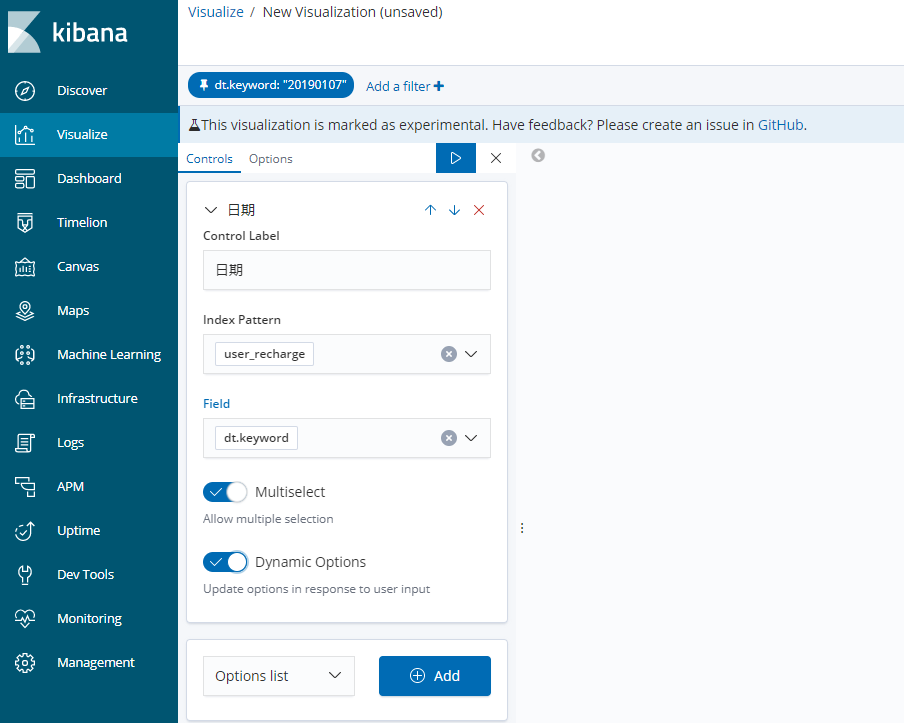 kibana
Discover
Visualize
Dashboard
Timelion
Canvas
Maps
Machine Learning
Infrastructure
Logs
APM
Uptime
Dev Tools
Monitoring
Management
Visualize / New Visualization (unsaved)
dt.keyword: "20190107" Add a filter +
This visualization is marked as experimental. Have feedback? Please create an issue in GitHub.
Controls Options
日期
Control Label
日期
Index Pattern
user_recharge
Field
dt.keyword
Multiselect
Allow multiple selection
Dynamic Options
Update options in response to user input
Options list Add